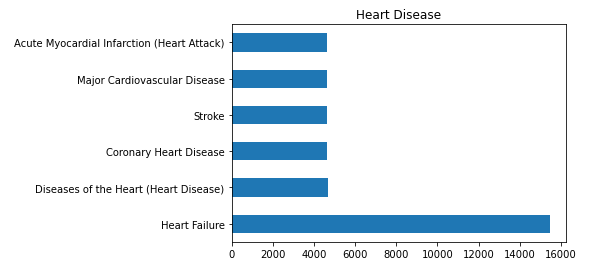 Heart Disease
Acute Myocardial Infarction (Heart Attack)
Major Cardiovascular Disease
Stroke
Coronary Heart Disease
Diseases of the Heart (Heart Disease)
Heart Failure
0 2000 4000 6000 8000 10000 12000 14000 16000